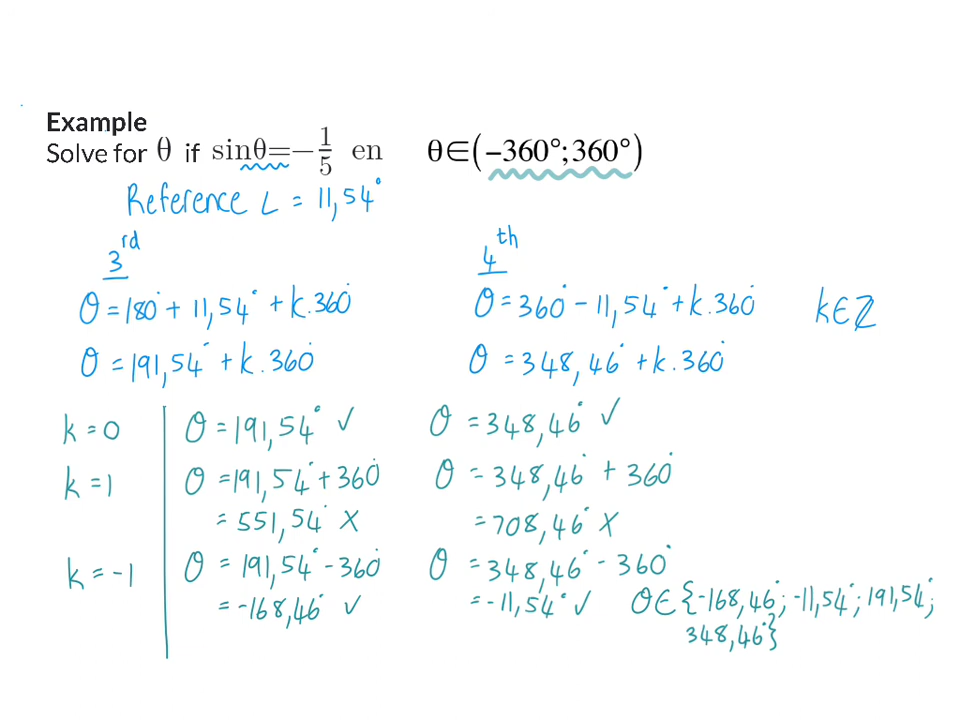 Example
Solve for θ if sinθ=−1/5 en θ∈(−360°;360°)
Reference ∠ = 11,54°
3rd
θ = 180° + 11,54° + k.360°
θ = 191,54° + k.360°
4th
θ = 360° − 11,54° + k.360° k∈ℤ
θ = 348,46° + k.360°
k = 0 θ = 191,54° ✓ θ = 348,46° ✓
k = 1 θ = 191,54° + 360° θ = 348,46° + 360°
= 551,54° X = 708,46° X
k = −1 θ = 191,54° − 360° θ = 348,46° − 360°
= −168,46° ✓ = −11,54° ✓ θ∈{−168,46°; −11,54°; 191,54°;
348,46°}